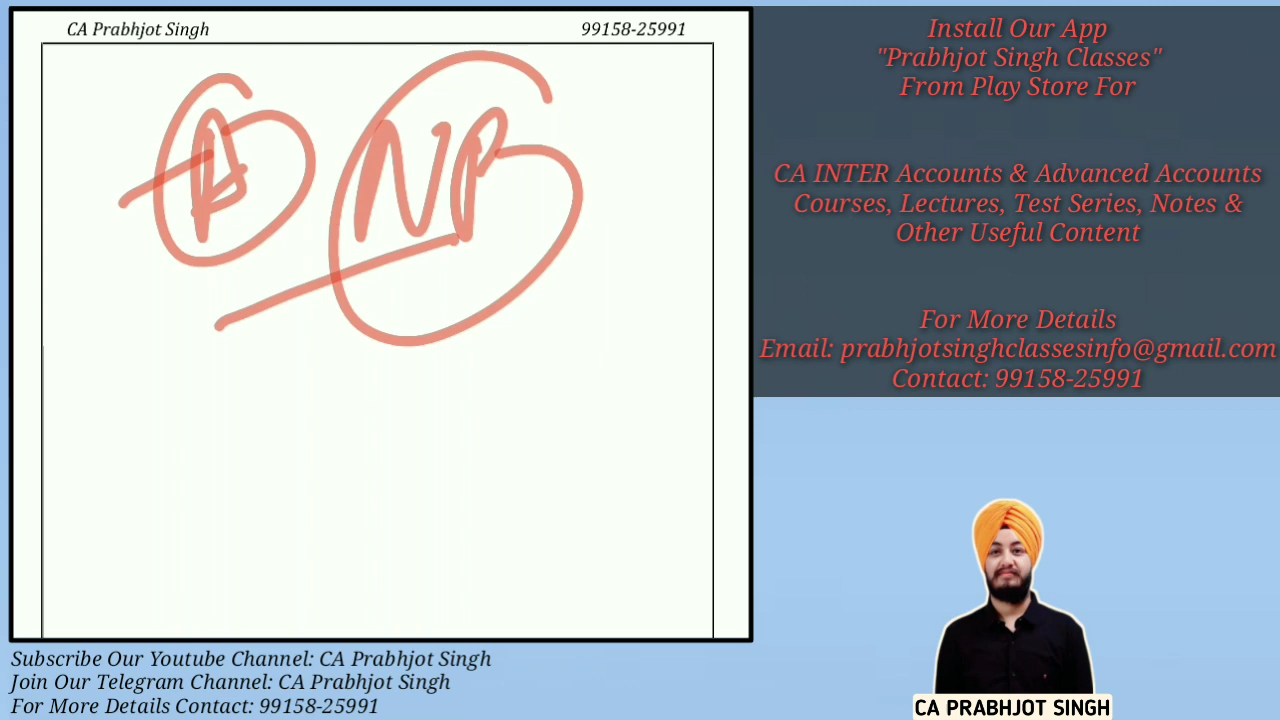 CA Prabhjot Singh 99158-25991
NP
Install Our App
"Prabhjot Singh Classes"
From Play Store For
CA INTER Accounts & Advanced Accounts
Courses, Lectures, Test Series, Notes &
Other Useful Content
For More Details
Email: prabhjotsinghclassesinfo@gmail.com
Contact: 99158-25991
Subscribe Our Youtube Channel: CA Prabhjot Singh
Join Our Telegram Channel: CA Prabhjot Singh
For More Details Contact: 99158-25991
CA PRABHJOT SINGH